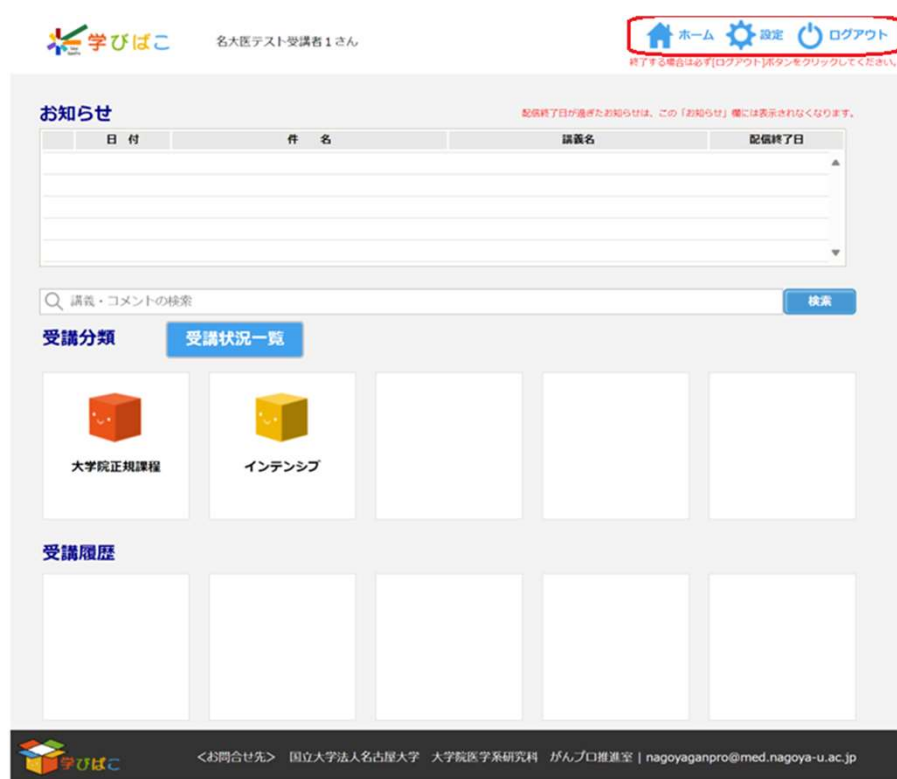 学びばこ 名大医テスト受講者1さん ホーム 設定 ログアウト
終了する場合は必ず[ログアウト]ボタンをクリックしてください。
お知らせ 配信終了日が過ぎたお知らせは、この「お知らせ」欄には表示されなくなります。
日 付 件 名 講義名 配信終了日
講義・コメントの検索 検索
受講分類 受講状況一覧
大学院正規課程 インテンシブ
受講履歴
学びばこ <お問合せ先> 国立大学法人名古屋大学 大学院医学系研究科 がんプロ推進室 | nagoyaganpro@med.nagoya-u.ac.jp